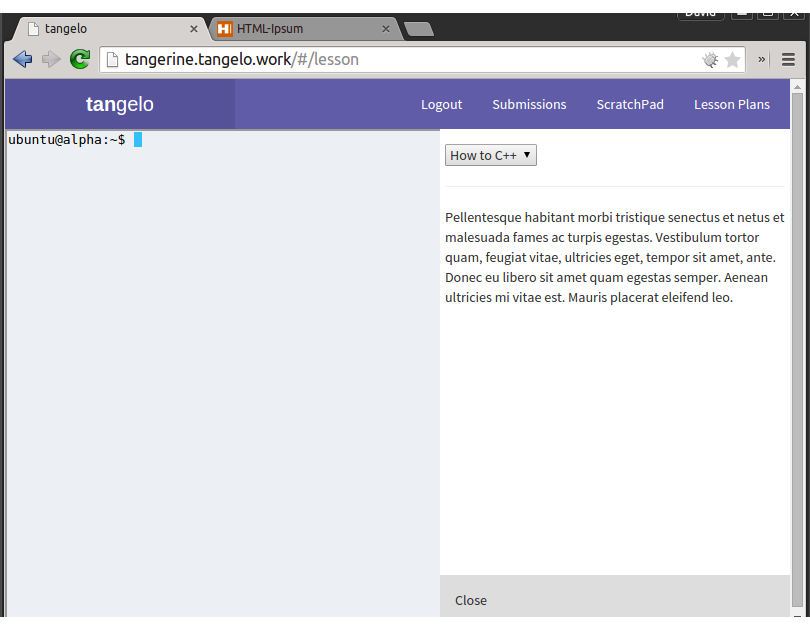 David
tangelo
HTML-Ipsum
tangerine.tangelo.work/#/lesson
»
tangelo
Logout
Submissions
ScratchPad
Lesson Plans
ubuntu@alpha:~$
How to C++
Pellentesque habitant morbi tristique senectus et netus et
malesuada fames ac turpis egestas. Vestibulum tortor
quam, feugiat vitae, ultricies eget, tempor sit amet, ante.
Donec eu libero sit amet quam egestas semper. Aenean
ultricies mi vitae est. Mauris placerat eleifend leo.
Close